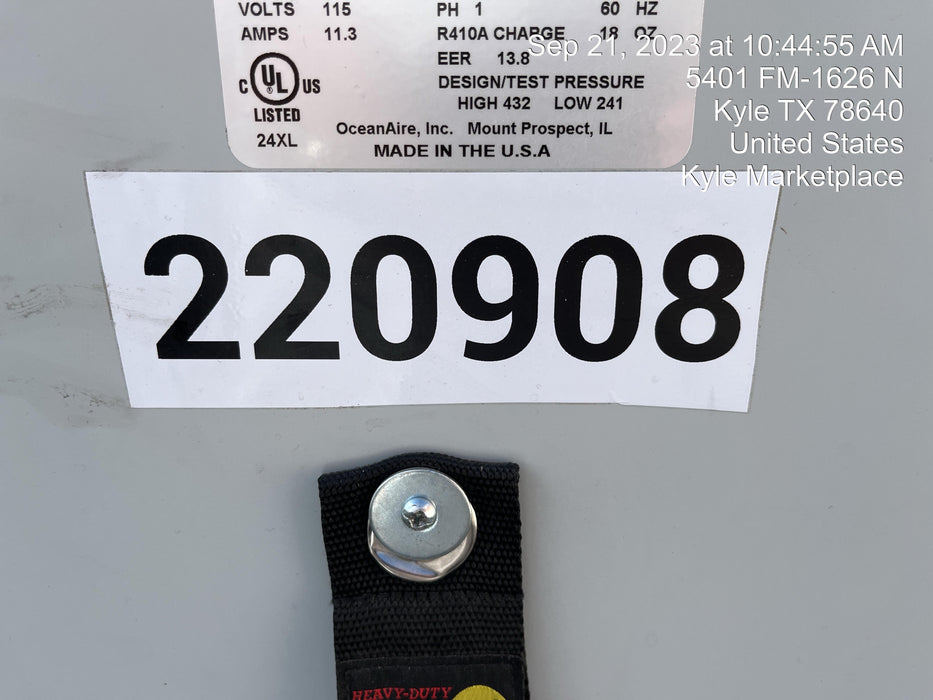 VOLTS 115 PH 1 60 HZ
AMPS 11.3 R410A CHARGE 18 OZ
EER 13.8
DESIGN/TEST PRESSURE
HIGH 432 LOW 241
C UL US
LISTED
24XL
OceanAire, Inc. Mount Prospect, IL
MADE IN THE U.S.A
Sep 21, 2023 at 10:44:55 AM
5401 FM-1626 N
Kyle TX 78640
United States
Kyle Marketplace
220908
HEAVY-DUTY